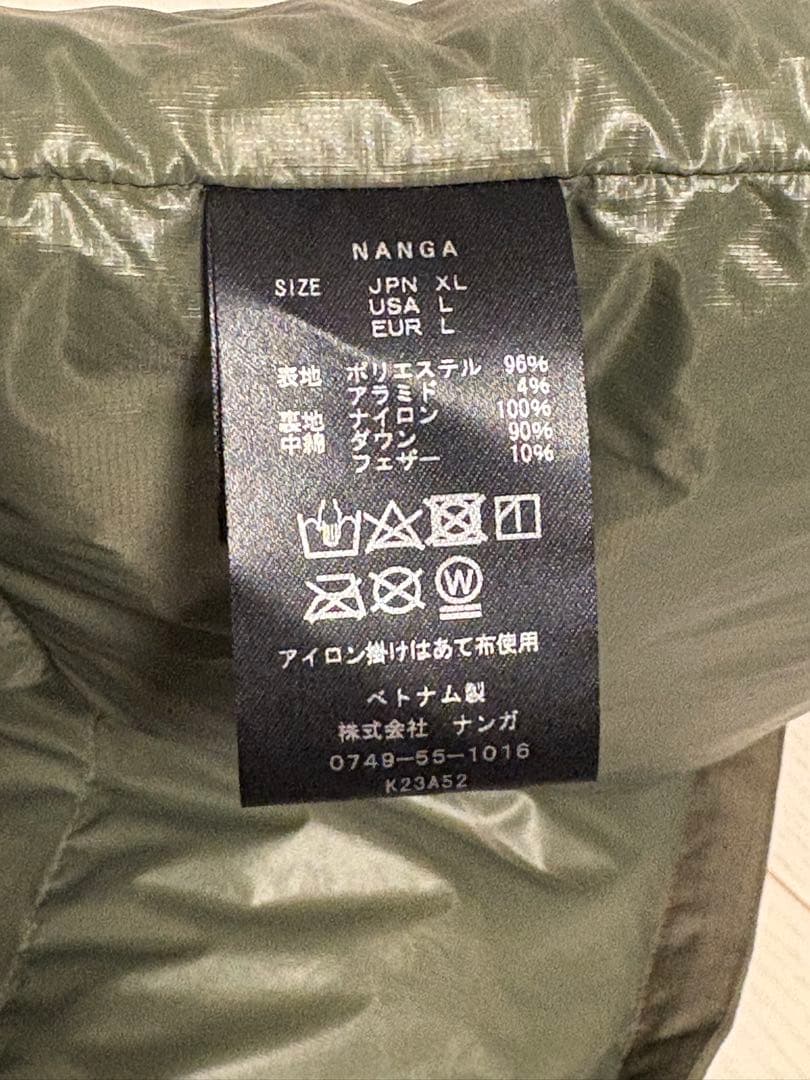 NANGA
SIZE JPN XL
USA L
EUR L
表地 ポリエステル 96%
アラミド 4%
裏地 ナイロン 100%
中綿 ダウン 90%
フェザー 10%
W
アイロン掛けはあて布使用
ベトナム製
株式会社 ナンガ
0749-55-1016
K23A52